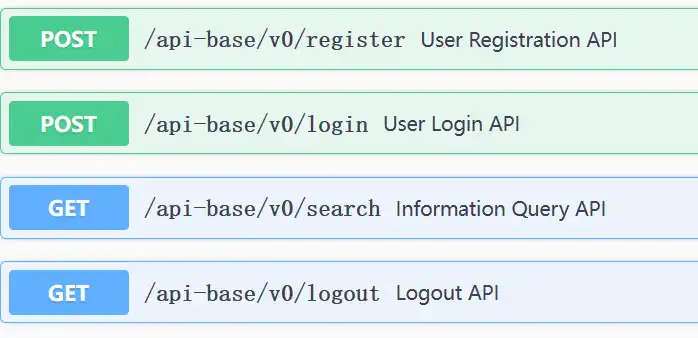 POST /api-base/v0/register User Registration API
POST /api-base/v0/login User Login API
GET /api-base/v0/search Information Query API
GET /api-base/v0/logout Logout API